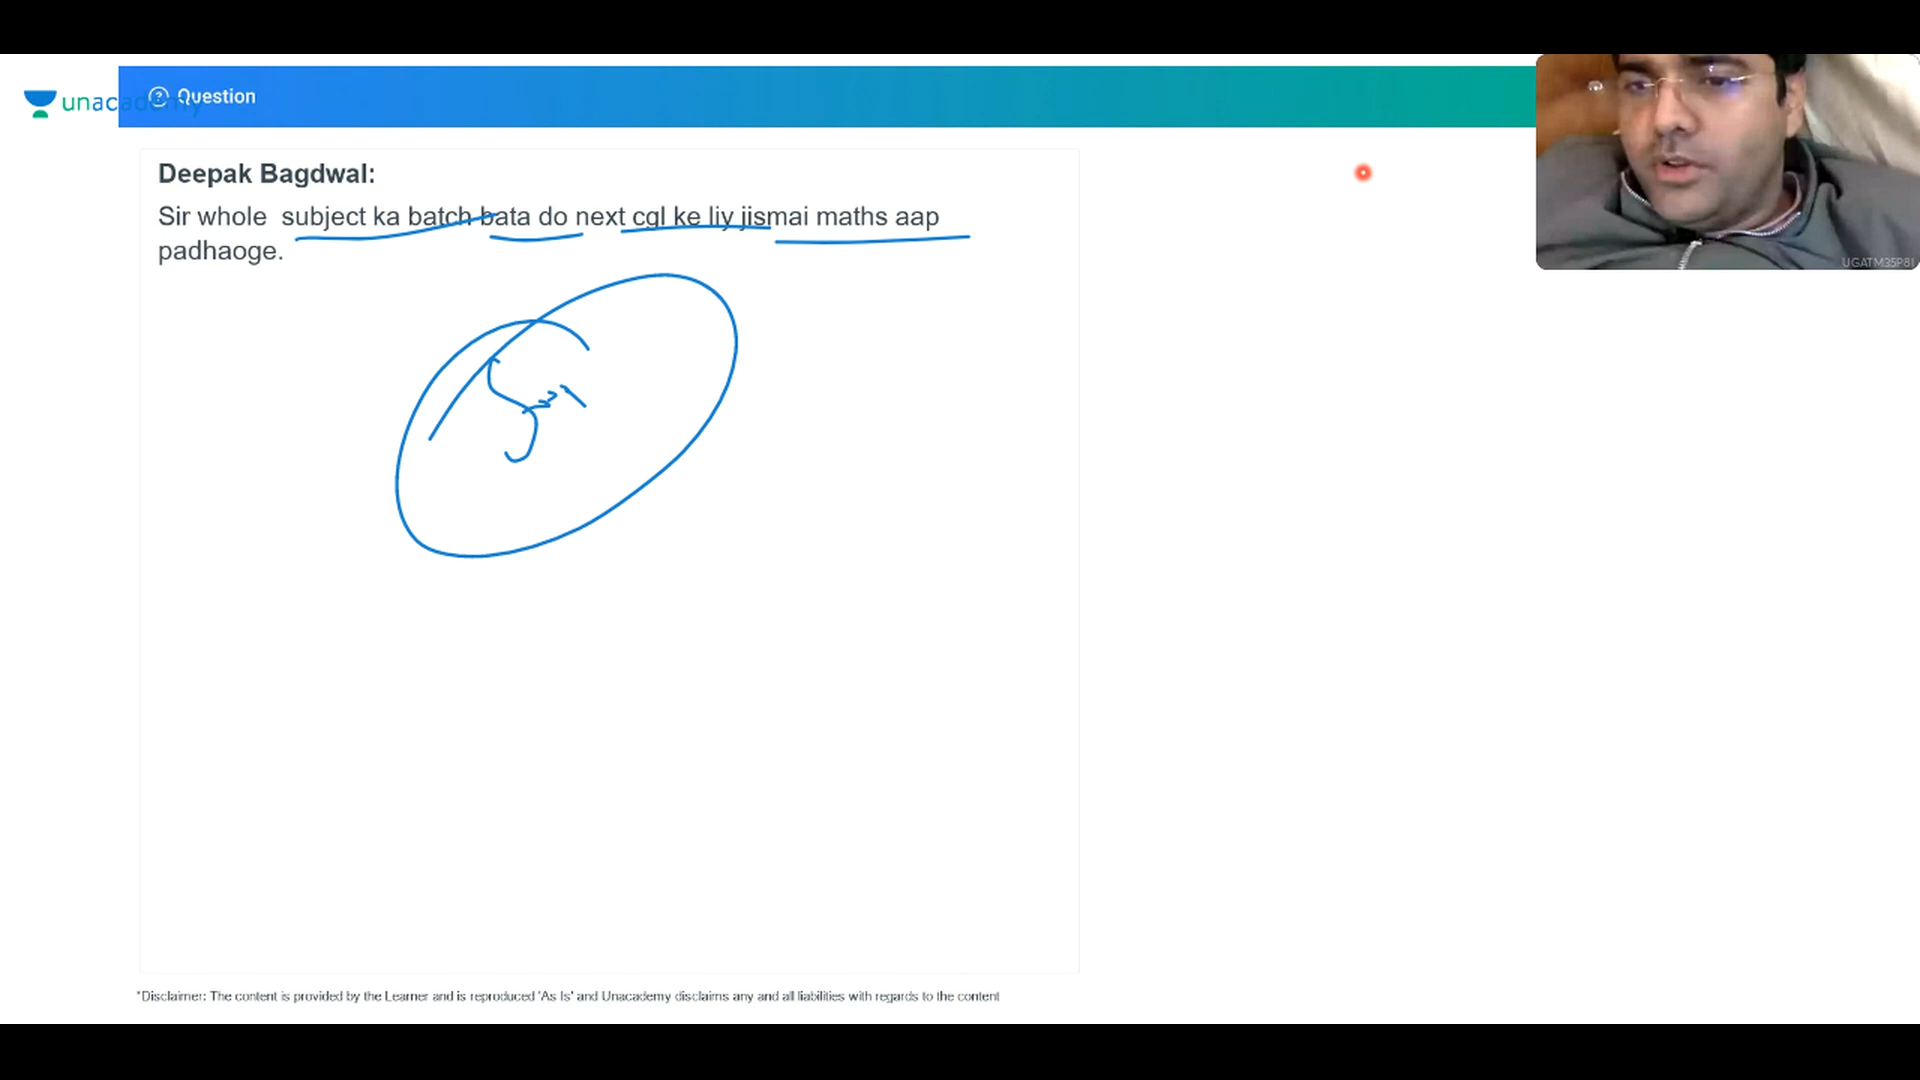 unacademy
? Question
Deepak Bagdwal:
Sir whole subject ka batch bata do next cgl ke liy jismai maths aap
padhaoge.
UGATM35P8I
*Disclaimer: The content is provided by the Learner and is reproduced 'As Is' and Unacademy disclaims any and all liabilities with regards to the content